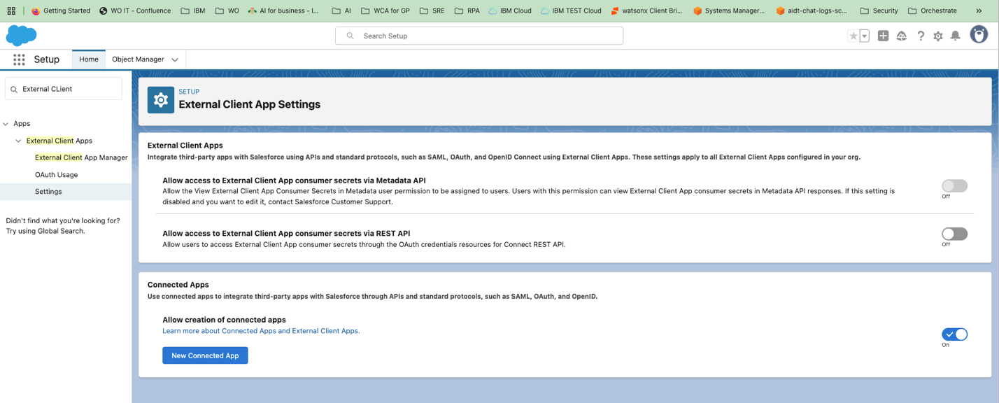 Getting Started
WO IT - Confluence
IBM
WO
AI for business - I...
AI
WCA for GP
SRE
RPA
IBM Cloud
IBM TEST Cloud
watsonx Client Bri...
Systems Manager...
aidt-chat-logs-sc...
Security
Orchestrate
Search Setup
Setup
Home
Object Manager
External CLient
Apps
External Client Apps
External Client App Manager
OAuth Usage
Settings
Didn't find what you're looking for?
Try using Global Search.
SETUP
External Client App Settings
External Client Apps
Integrate third-party apps with Salesforce using APIs and standard protocols, such as SAML, OAuth, and OpenID Connect using External Client Apps. These settings apply to all External Client Apps configured in your org.
Allow access to External Client App consumer secrets via Metadata API
Allow the View External Client App Consumer Secrets in Metadata user permission to be assigned to users. Users with this permission can view External Client App consumer secrets in Metadata API responses. If this setting is
disabled and you want to edit it, contact Salesforce Customer Support.
Off
Allow access to External Client App consumer secrets via REST API
Allow users to access External Client App consumer secrets through the OAuth credentials resources for Connect REST API.
Off
Connected Apps
Use connected apps to integrate third-party apps with Salesforce through APIs and standard protocols, such as SAML, OAuth, and OpenID.
Allow creation of connected apps
Learn more about Connected Apps and External Client Apps.
On
New Connected App